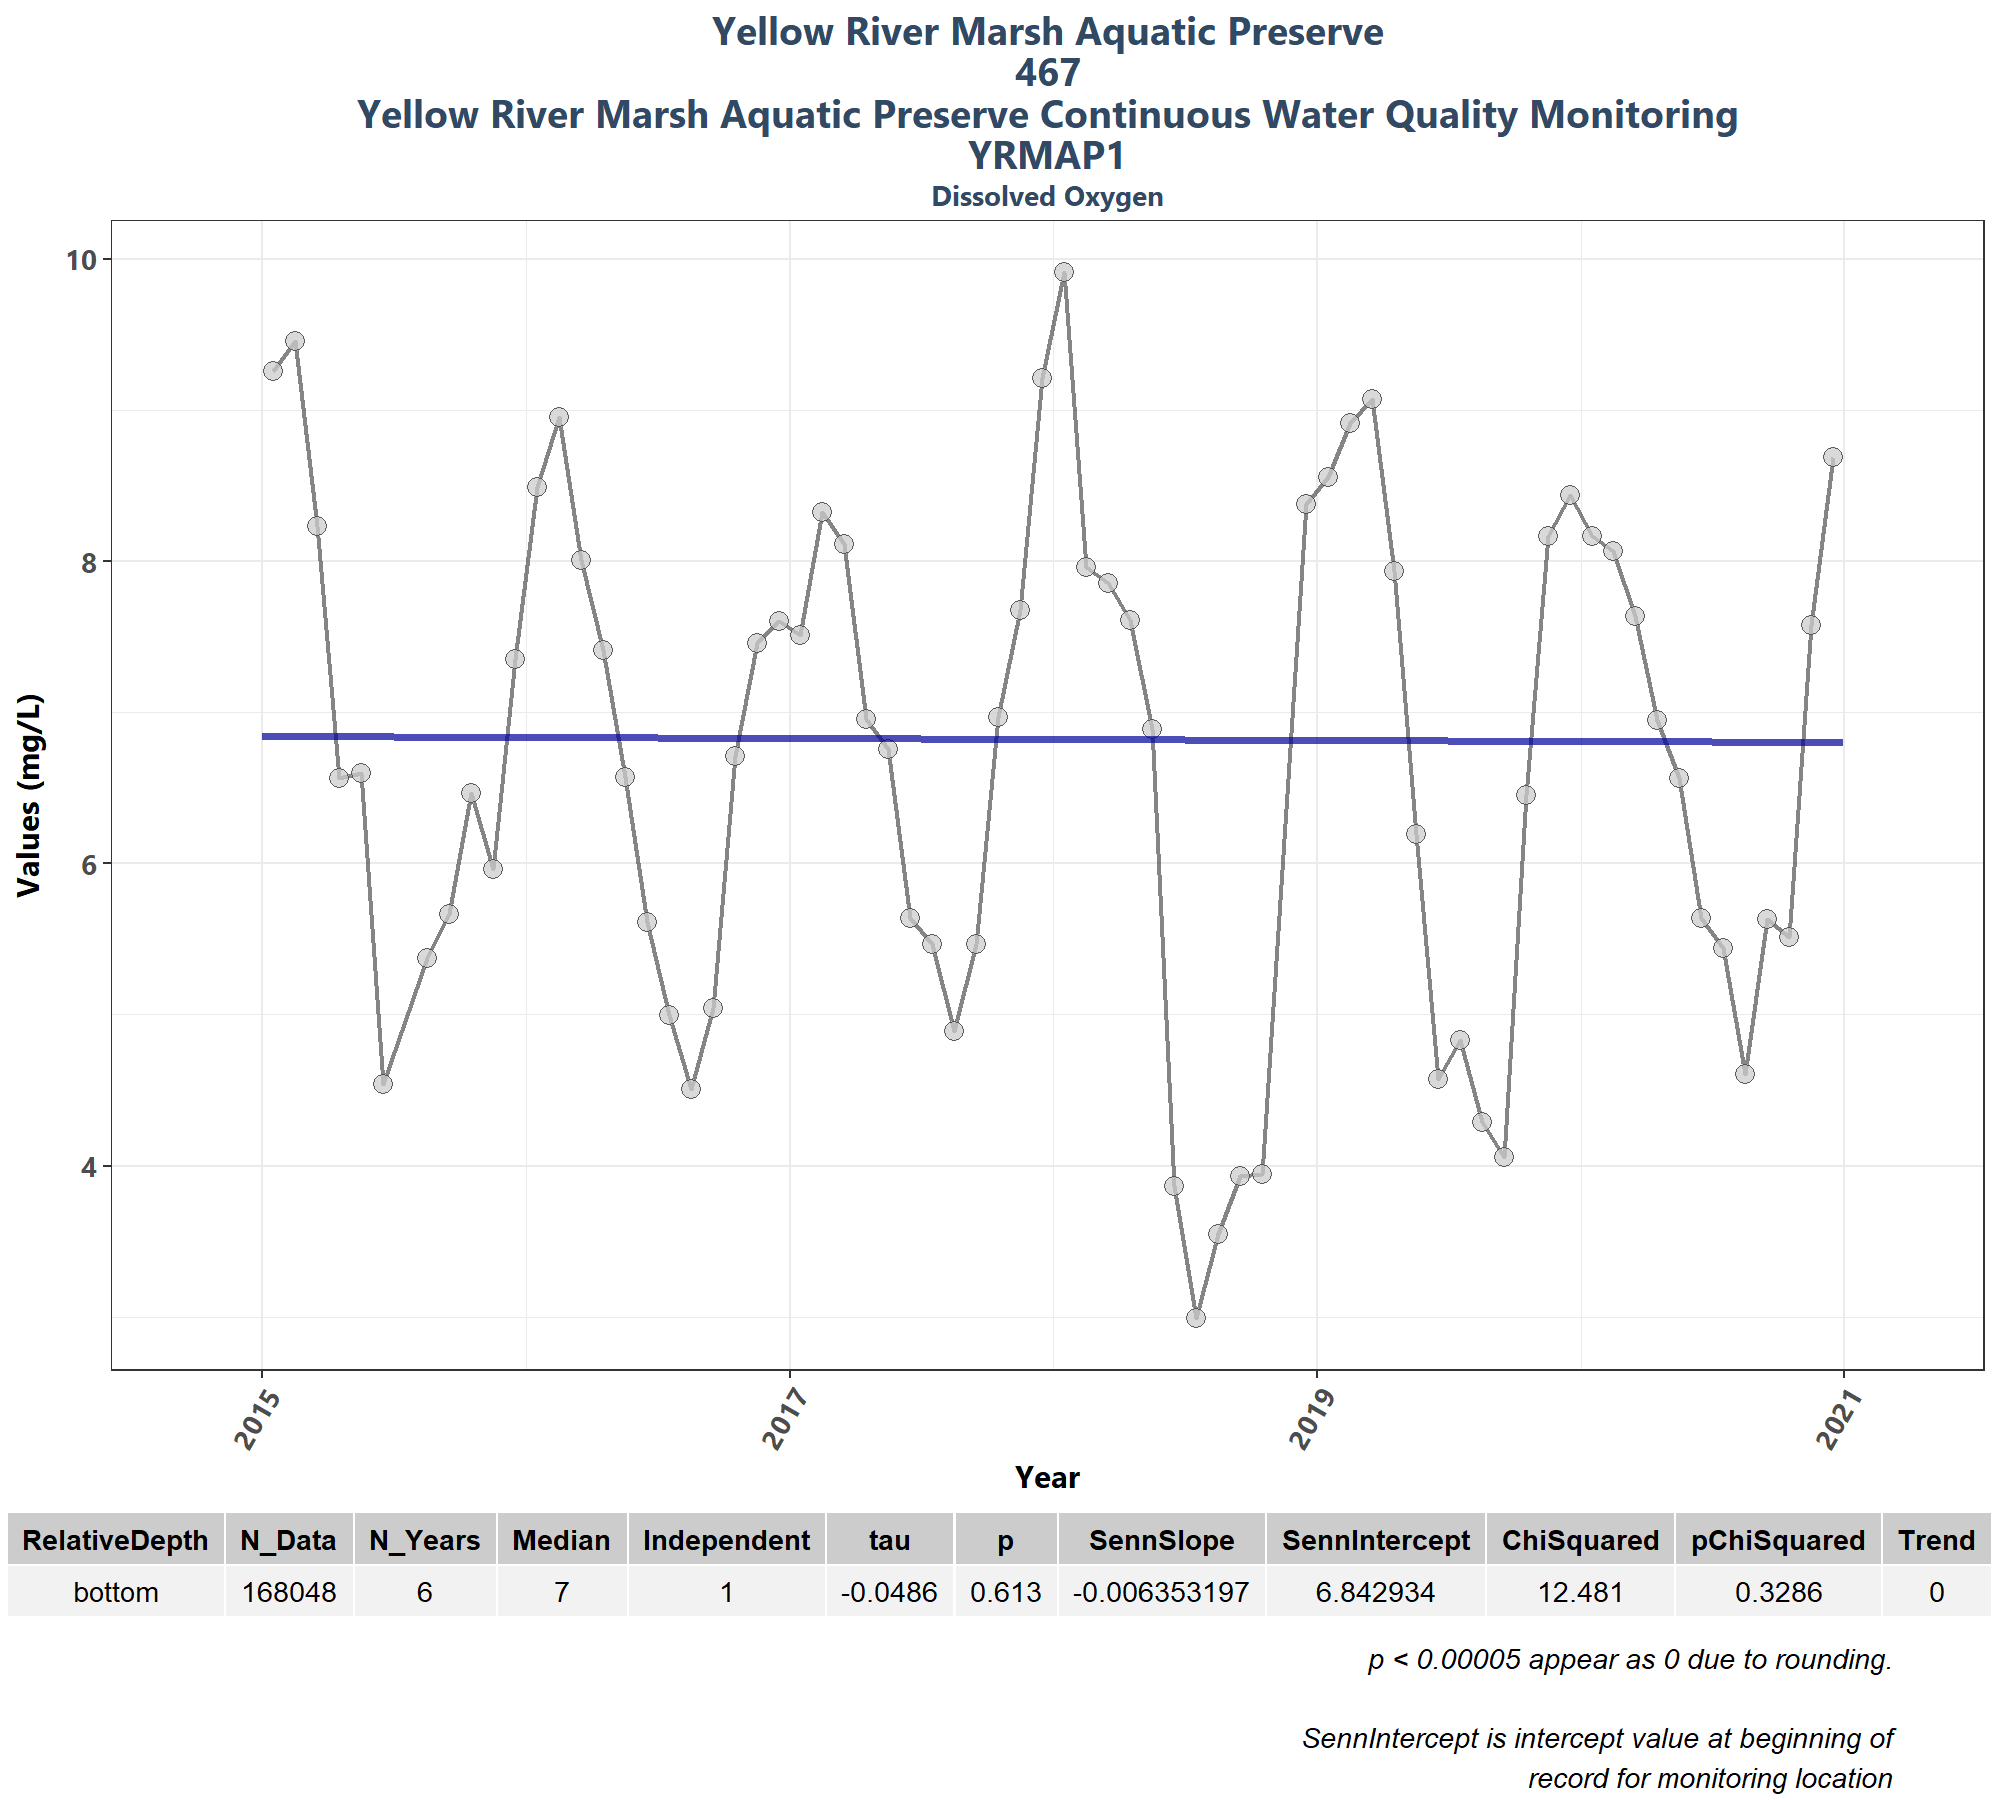 Yellow River Marsh Aquatic Preserve
467
Yellow River Marsh Aquatic Preserve Continuous Water Quality Monitoring
YRMAP1
Dissolved Oxygen
Values (mg/L)
10
8
6
4
2015 2017 2019 2021
Year
RelativeDepth N_Data N_Years Median Independent tau p SennSlope SennIntercept ChiSquared pChiSquared Trend
bottom 168048 6 7 1 -0.0486 0.613 -0.006353197 6.842934 12.481 0.3286 0
p < 0.00005 appear as 0 due to rounding.
SennIntercept is intercept value at beginning of
record for monitoring location